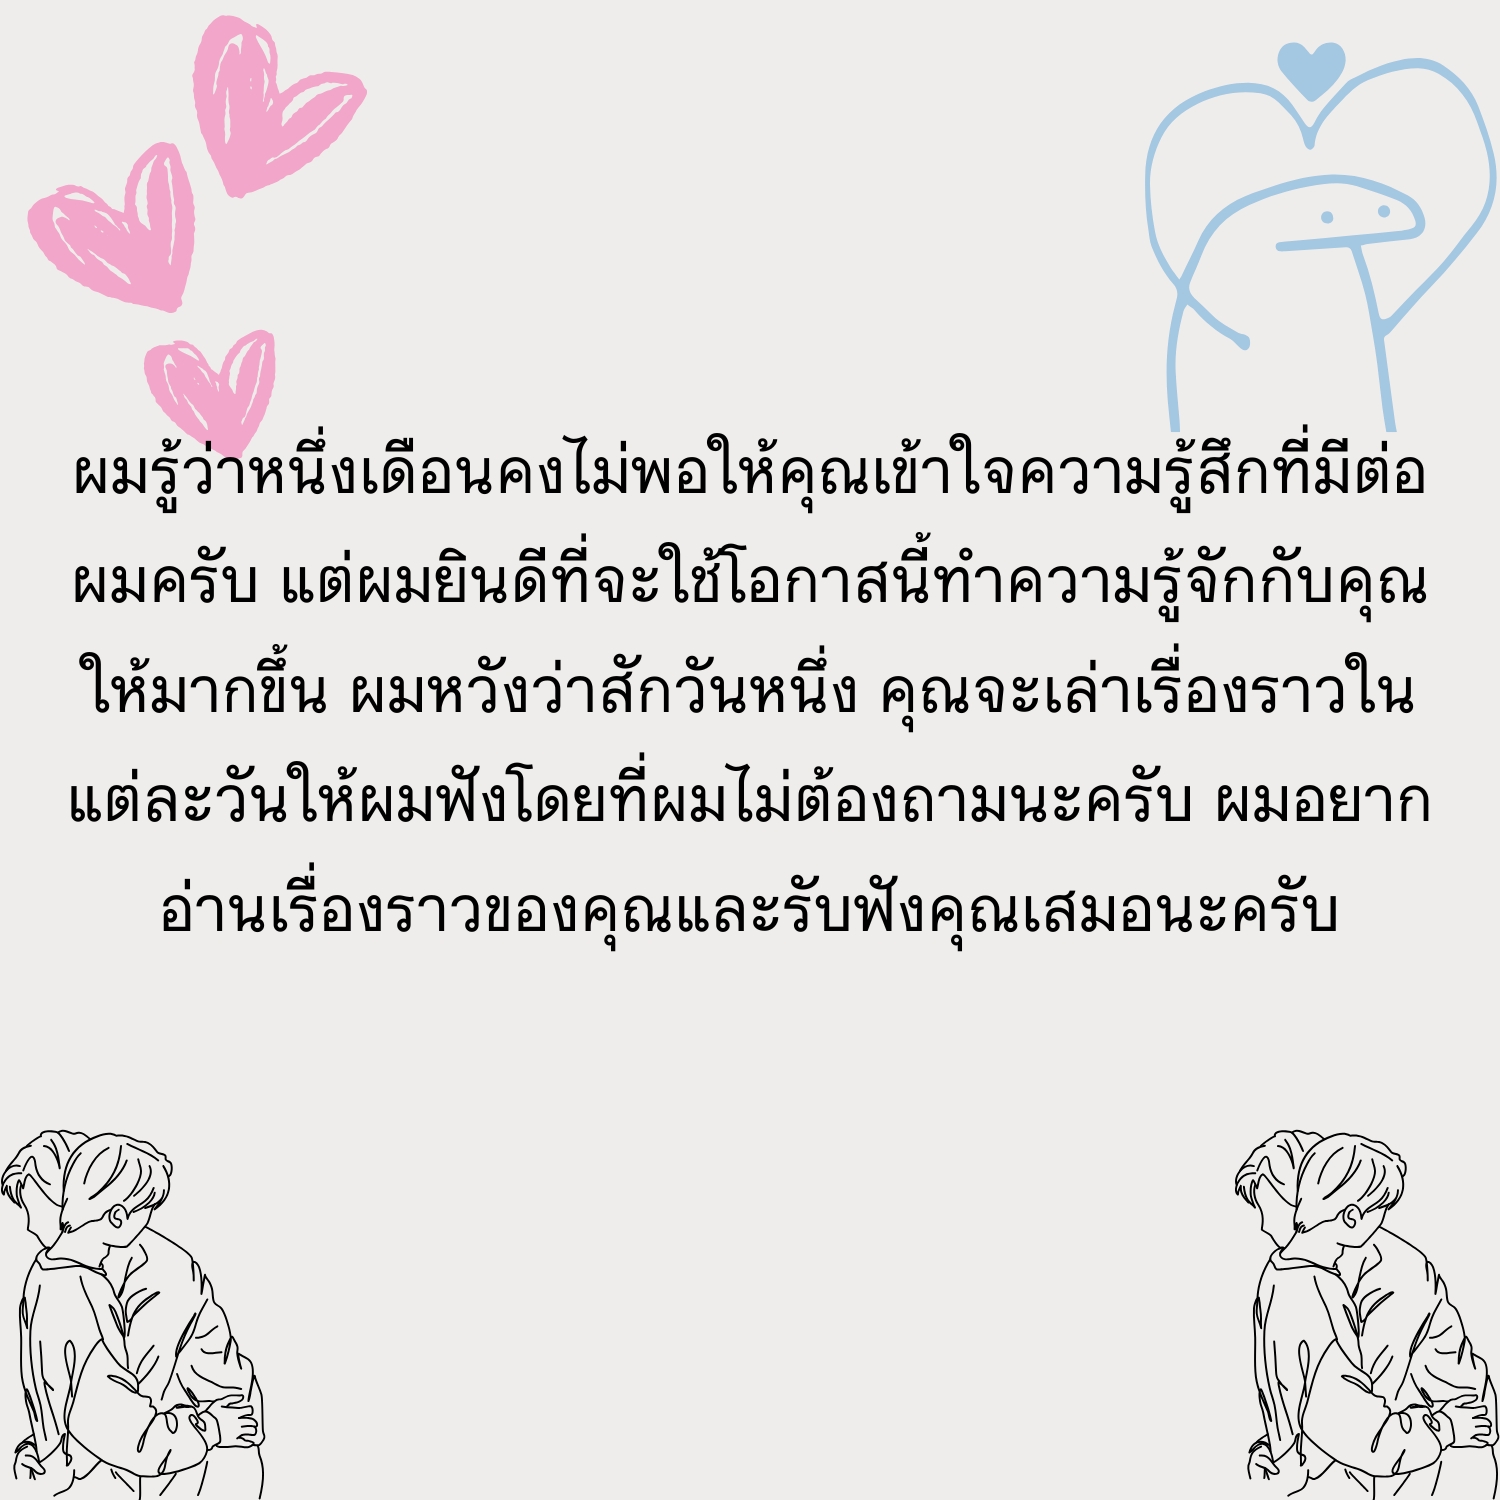 ผมรู้ว่าหนึ่งเดือนคงไม่พอให้คุณเข้าใจความรู้สึกที่มีต่อ
ผมครับ แต่ผมยินดีที่จะใช้โอกาสนี้ทำความรู้จักกับคุณ
ให้มากขึ้น ผมหวังว่าสักวันหนึ่ง คุณจะเล่าเรื่องราวใน
แต่ละวันให้ผมฟังโดยที่ผมไม่ต้องถามนะครับ ผมอยาก
อ่านเรื่องราวของคุณและรับฟังคุณเสมอนะครับ